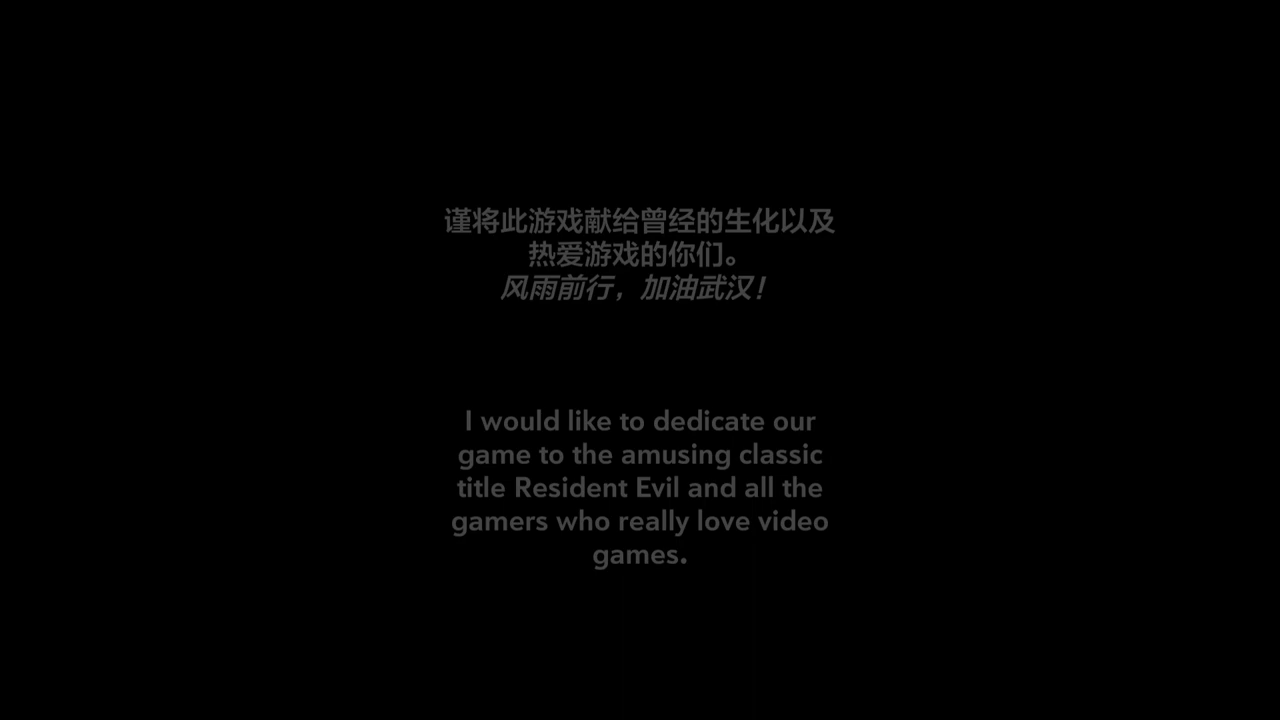 谨将此游戏献给曾经的生化以及
热爱游戏的你们。
风雨前行，加油武汉！
I would like to dedicate our
game to the amusing classic
title Resident Evil and all the
gamers who really love video
games.